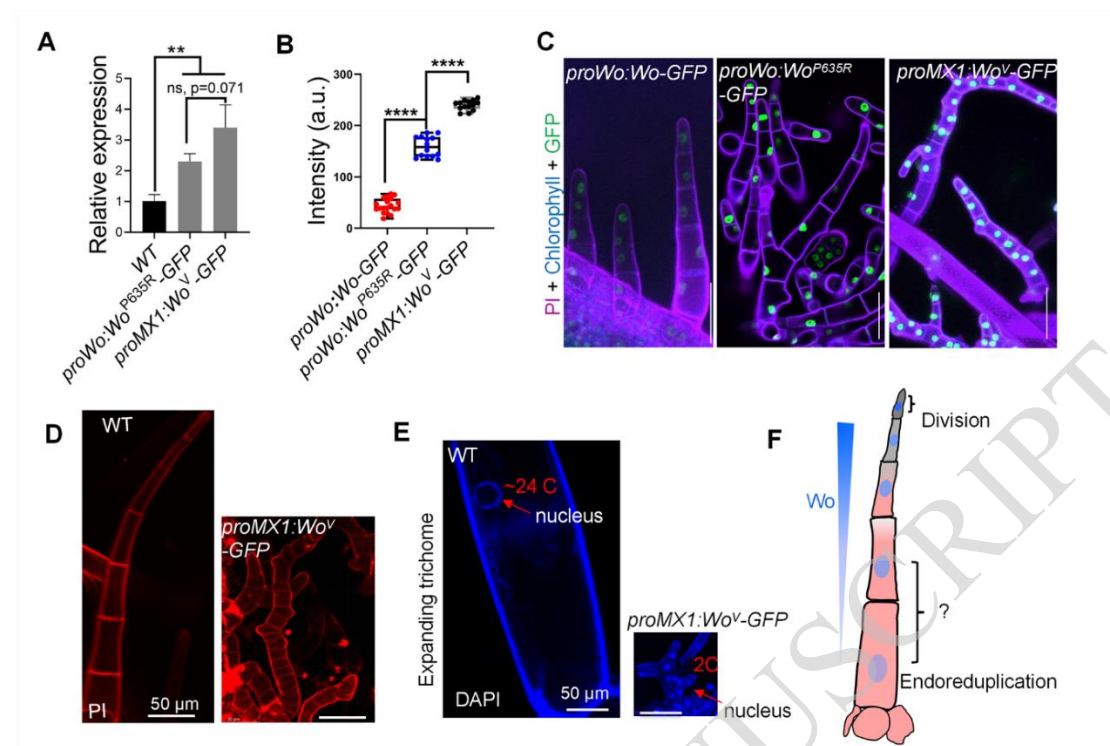 A
**
ns, p=0.071
Relative expression
5
4
3
2
1
0
WT
proWo:Wo^P635R-GFP
proMX1:Wo^V-GFP
B
****
****
Intensity (a.u.)
300
200
100
0
proWo:Wo-GFP
proWo:Wo^P635R-GFP
proMX1:Wo^V-GFP
C
PI + Chlorophyll + GFP
proWo:Wo-GFP
proWo:Wo^P635R
-GFP
proMX1:Wo^V-GFP
D
WT
PI
50 µm
proMX1:Wo^V
-GFP
E
Expanding trichome
WT
~24 C
nucleus
DAPI
50 µm
proMX1:Wo^V-GFP
2C
nucleus
F
Wo
Division
?
Endoreduplication
USCRIPT